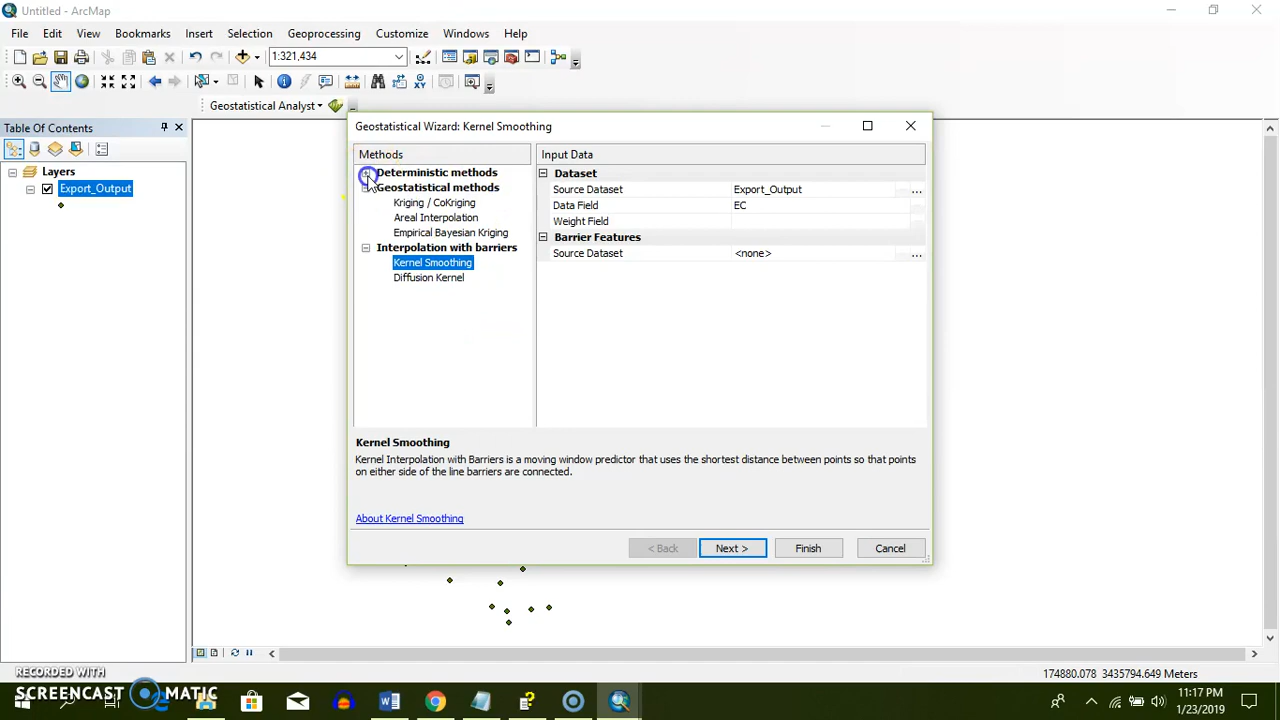 Untitled - ArcMap
File Edit View Bookmarks Insert Selection Geoprocessing Customize Windows Help
1:321,434
Geostatistical Analyst
Table Of Contents
Layers
Export_Output
Geostatistical Wizard: Kernel Smoothing
Methods
Deterministic methods
Geostatistical methods
Kriging / CoKriging
Areal Interpolation
Empirical Bayesian Kriging
Interpolation with barriers
Kernel Smoothing
Diffusion Kernel
Input Data
Dataset
Source Dataset Export_Output ...
Data Field EC
Weight Field
Barrier Features
Source Dataset <none> ...
Kernel Smoothing
Kernel Interpolation with Barriers is a moving window predictor that uses the shortest distance between points so that points
on either side of the line barriers are connected.
About Kernel Smoothing
< Back Next > Finish Cancel
174880.078 3435794.649 Meters
RECORDED WITH
SCREENCAST MATIC
11:17 PM
1/23/2019